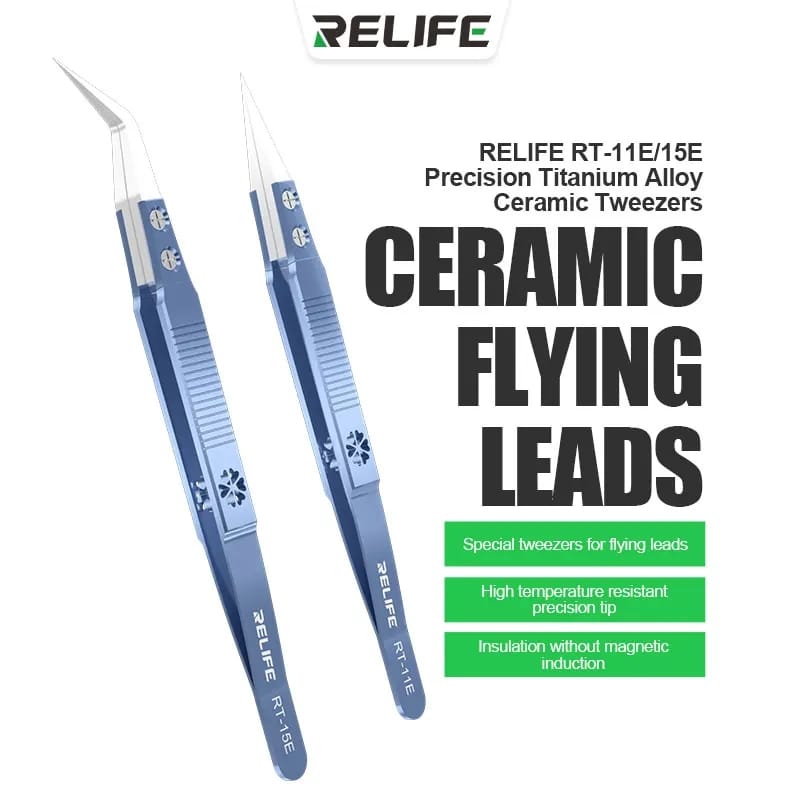 RELIFE
RELIFE RT-11E/15E
Precision Titanium Alloy
Ceramic Tweezers
CERAMIC
FLYING
LEADS
Special tweezers for flying leads
High temperature resistant
precision tip
Insulation without magnetic
induction
RELIFE RT-11E
RELIFE RT-15E